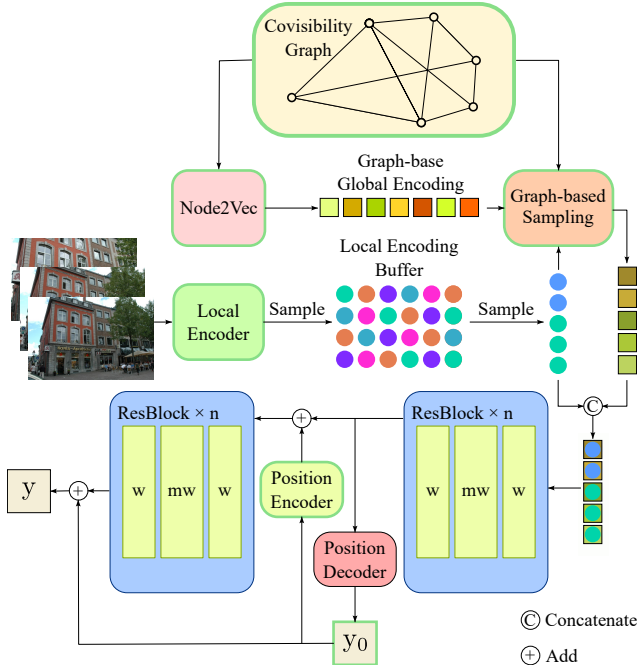 Covisibility
Graph
Graph-base
Global Encoding
Node2Vec
Graph-based
Sampling
Local Encoding
Buffer
Local
Encoder
Sample
Sample
C
ResBlock × n
w
mw
w
+
ResBlock × n
w
mw
w
Position
Encoder
y
+
Position
Decoder
y0
C Concatenate
+ Add